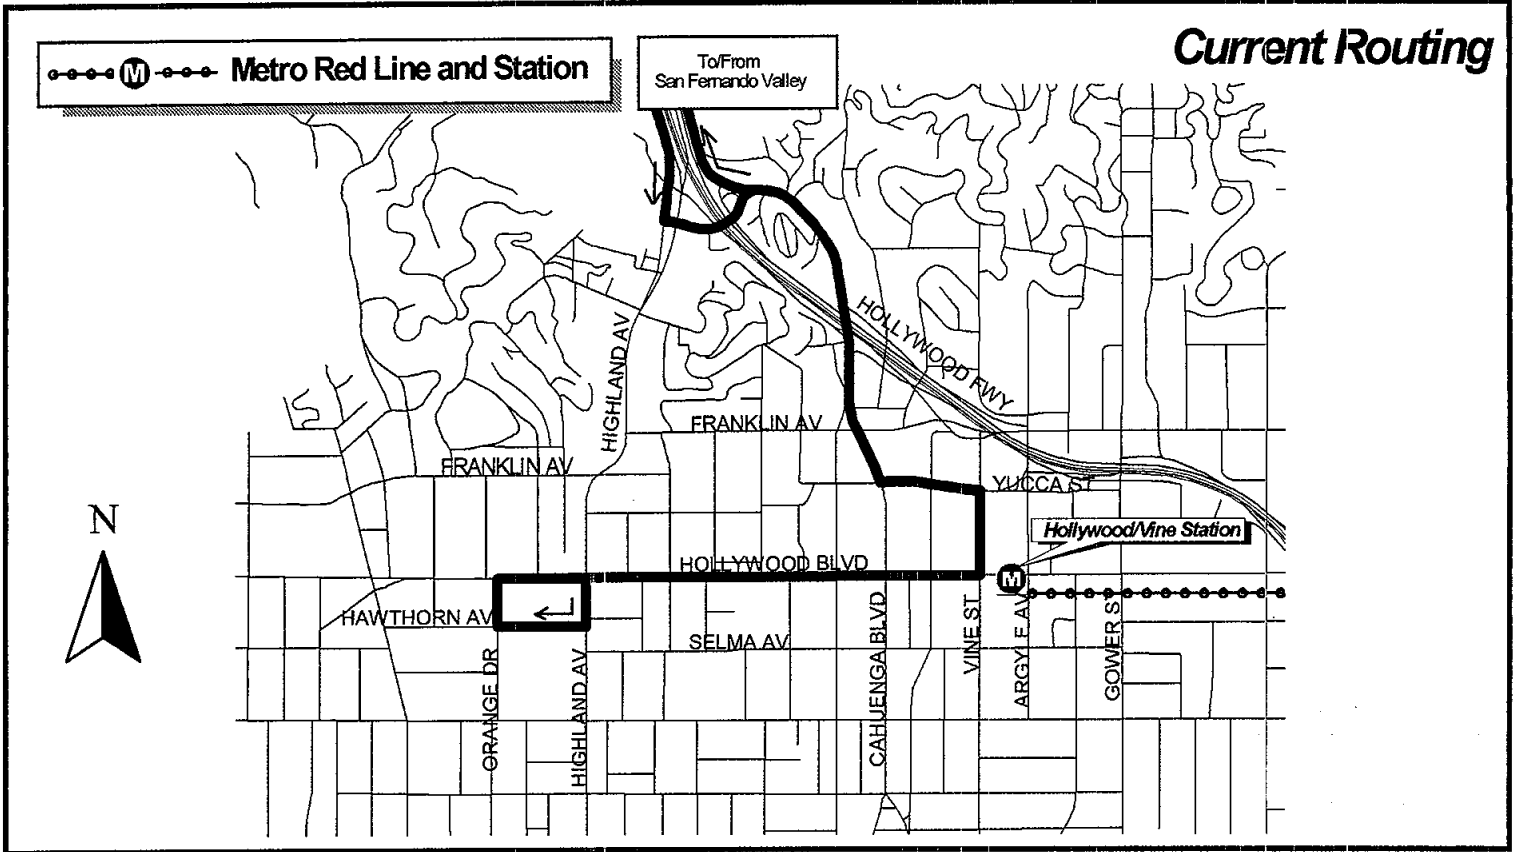 Current Routing
M Metro Red Line and Station
To/From
San Fernando Valley
HOLLYWOOD FWY
HIGHLAND AV
FRANKLIN AV
FRANKLIN AV
YUCCA ST
N
Hollywood/Vine Station
HOLLYWOOD BLVD
M
HAWTHORN AV
SELMA AV
ORANGE DR
HIGHLAND AV
CAHUENGA BLVD
VINE ST
ARGYLE AV
GOWER ST